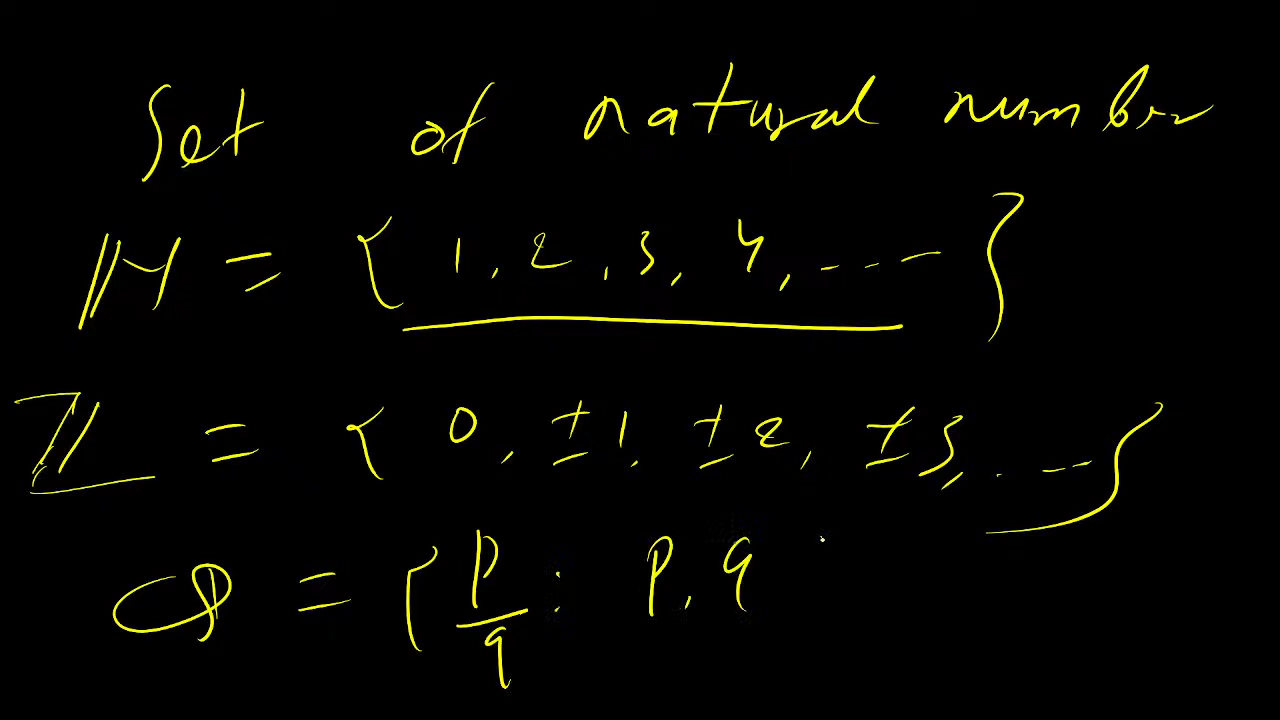 Set of natural number
ℕ = { 1, 2, 3, 4, --- }
ℤ = { 0, ±1, ±2, ±3, --- }
ℚ = { p/q : p, q